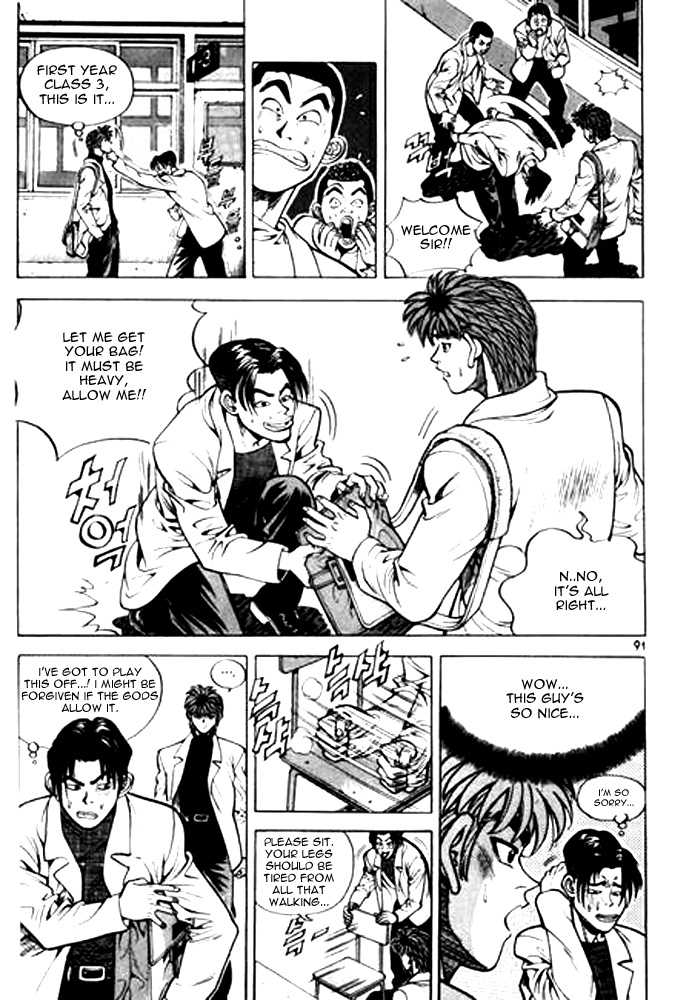 FIRST YEAR
CLASS 3,
THIS IS IT...
1-3
WELCOME
SIR!!
LET ME GET
YOUR BAG!
IT MUST BE
HEAVY,
ALLOW ME!!
N..NO,
IT'S ALL
RIGHT...
91
I'VE GOT TO PLAY
THIS OFF...! I MIGHT BE
FORGIVEN IF THE GODS
ALLOW IT.
...
WOW...
THIS GUY'S
SO NICE...
I'M SO
SORRY...
PLEASE SIT.
YOUR LEGS
SHOULD BE
TIRED FROM
ALL THAT
WALKING...